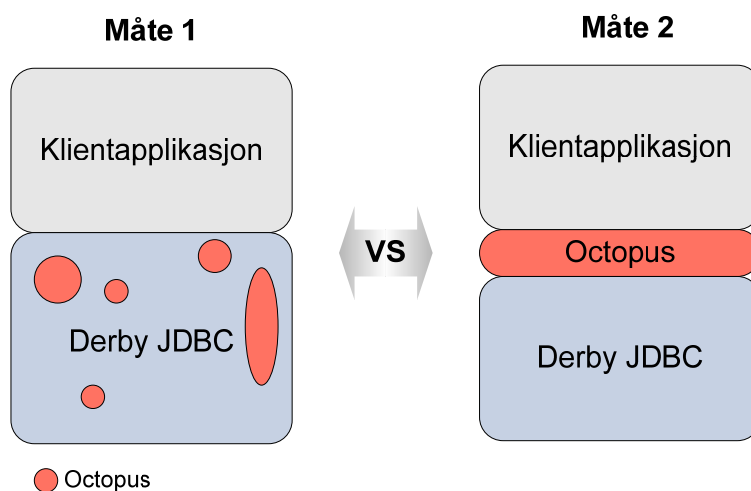 Måte 1
Klientapplikasjon
Derby JDBC
Octopus
VS
Måte 2
Klientapplikasjon
Octopus
Derby JDBC